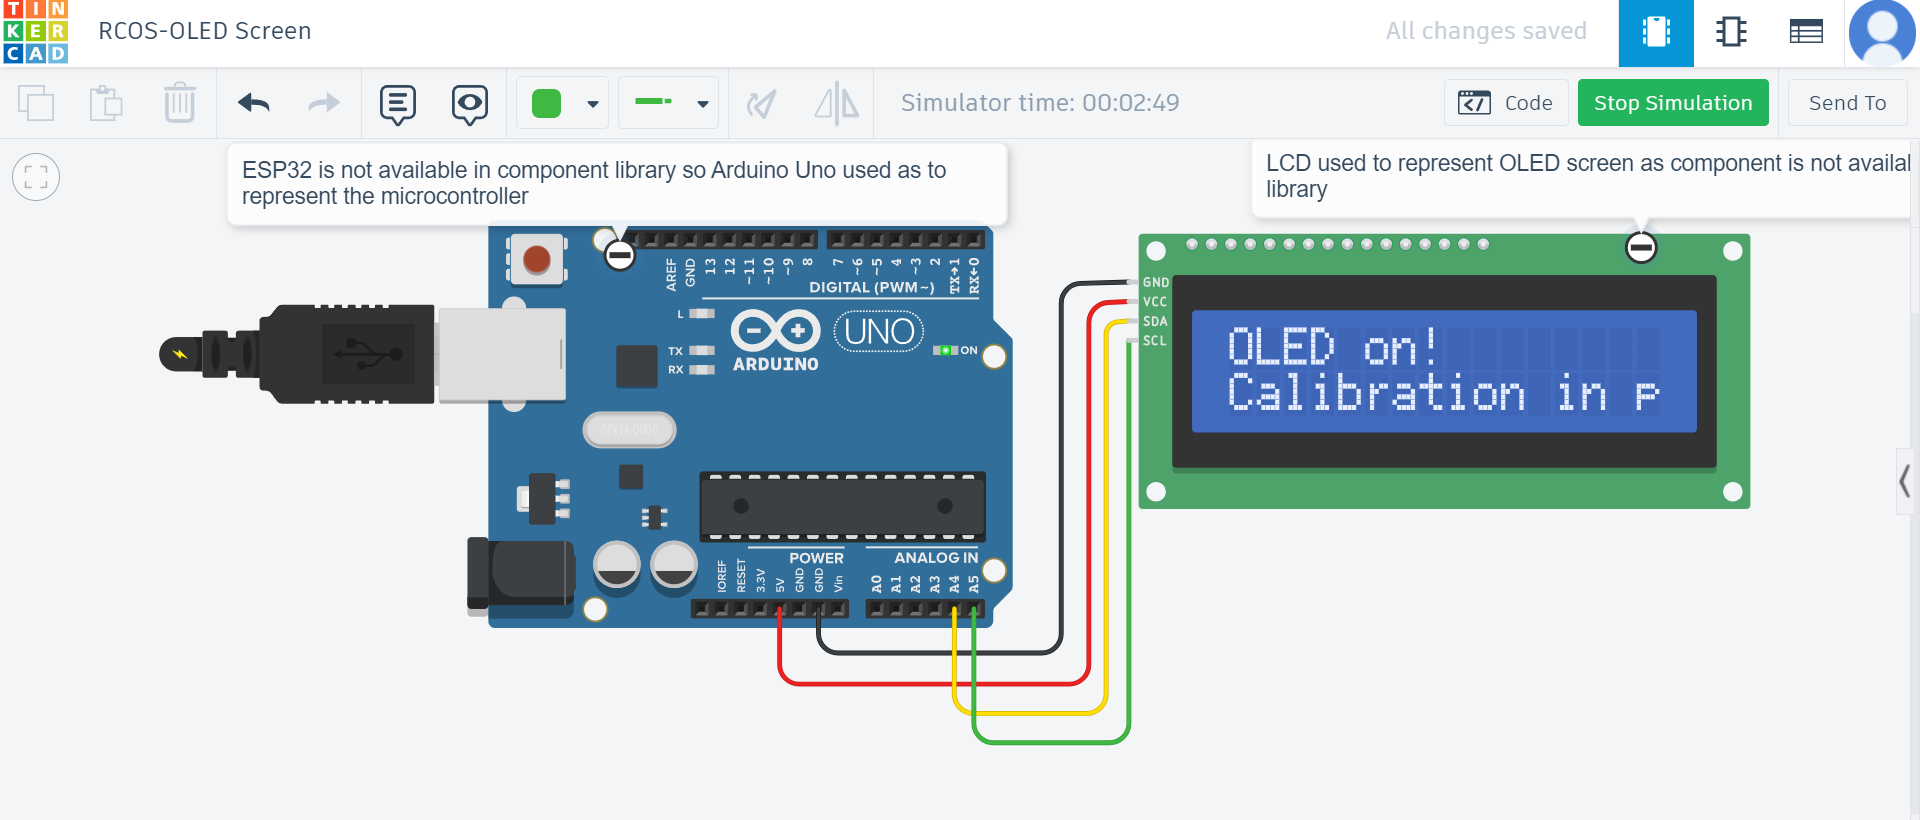 TIN
KER
CAD
RCOS-OLED Screen
All changes saved
Simulator time: 00:02:49
Code
Stop Simulation
Send To
ESP32 is not available in component library so Arduino Uno used as to
represent the microcontroller
LCD used to represent OLED screen as component is not availal
library
AREF
GND
13
12
~11
~10
~9
8
7
~6
~5
4
~3
2
TX→1
RX←0
DIGITAL (PWM~)
L
TX
RX
ARDUINO
UNO
ON
SPK16.000G
POWER
ANALOG IN
IOREF
RESET
3.3V
5V
GND
GND
Vin
A0
A1
A2
A3
A4
A5
GND
VCC
SDA
SCL
OLED on!
Calibration in p